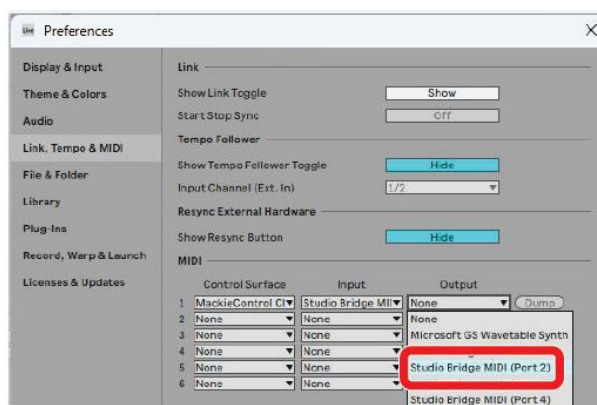 Live Preferences
Display & Input
Theme & Colors
Audio
Link, Tempo & MIDI
File & Folder
Library
Plug-Ins
Record, Warp & Launch
Licenses & Updates
Link
Show Link Toggle Show
Start Stop Sync Off
Tempo Follower
Show Tempo Follower Toggle Hide
Input Channel (Ext. In) 1/2
Resync External Hardware
Show Resync Button Hide
MIDI
Control Surface Input Output
1 MackieControl Cl Studio Bridge MII None Dump
2 None None None
3 None None Microsoft GS Wavetable Synth
4 None None
5 None None Studio Bridge MIDI (Port 2)
6 None None
Studio Bridge MIDI (Port 4)